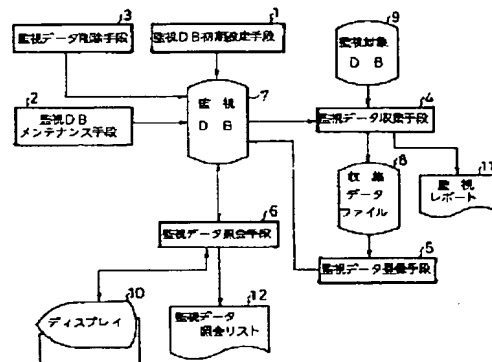 3
監視データ削除手段
1
監視DB初期設定手段
9
監視対象
DB
2
監視DB
メンテナンス手段
7
監視
DB
4
監視データ収集手段
8
収集
データ
ファイル
11
監視
レポート
6
監視データ照会手段
5
監視データ登録手段
10
ディスプレイ
12
監視データ
照会リスト